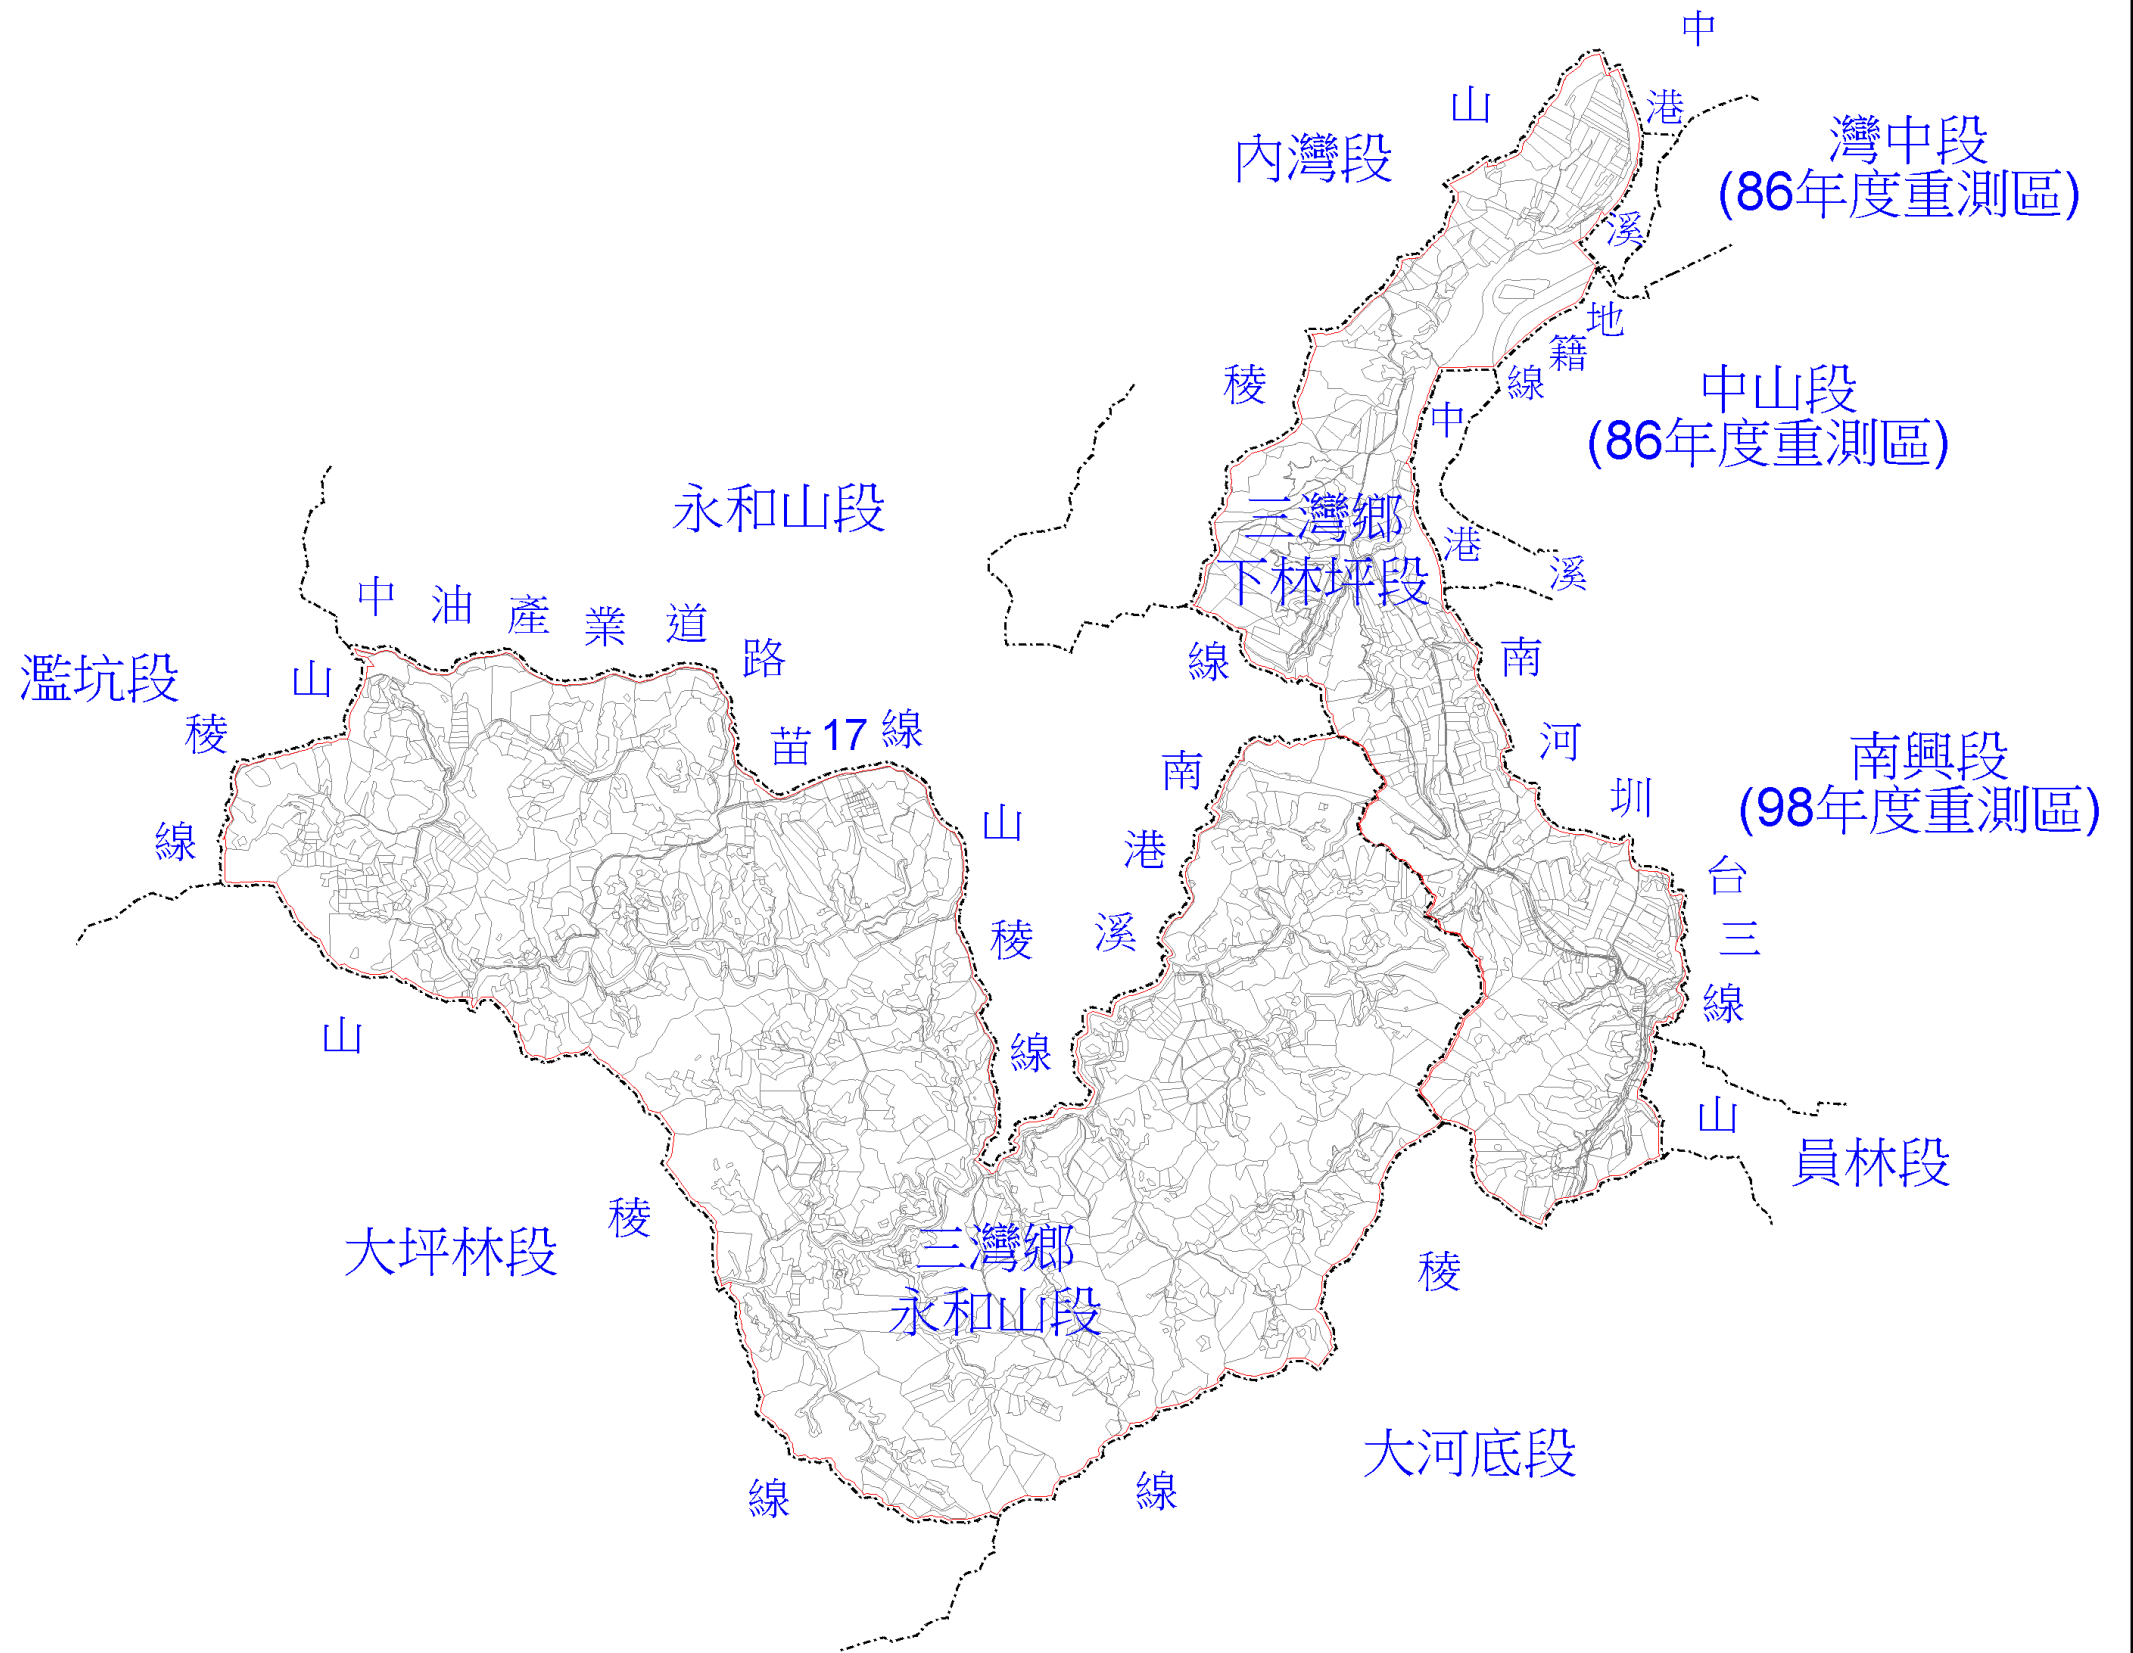 中
港
溪
山
稜
線
內灣段
灣中段
(86年度重測區)
地
籍
線
中山段
(86年度重測區)
中
港
溪
三灣鄉
下林坪段
永和山段
中油產業道路
濫坑段
山
稜
線
苗17線
南
河
圳
南興段
(98年度重測區)
台
三
線
山
稜
線
南
港
溪
山
稜
線
大坪林段
三灣鄉
永和山段
山
稜
線
員林段
大河底段